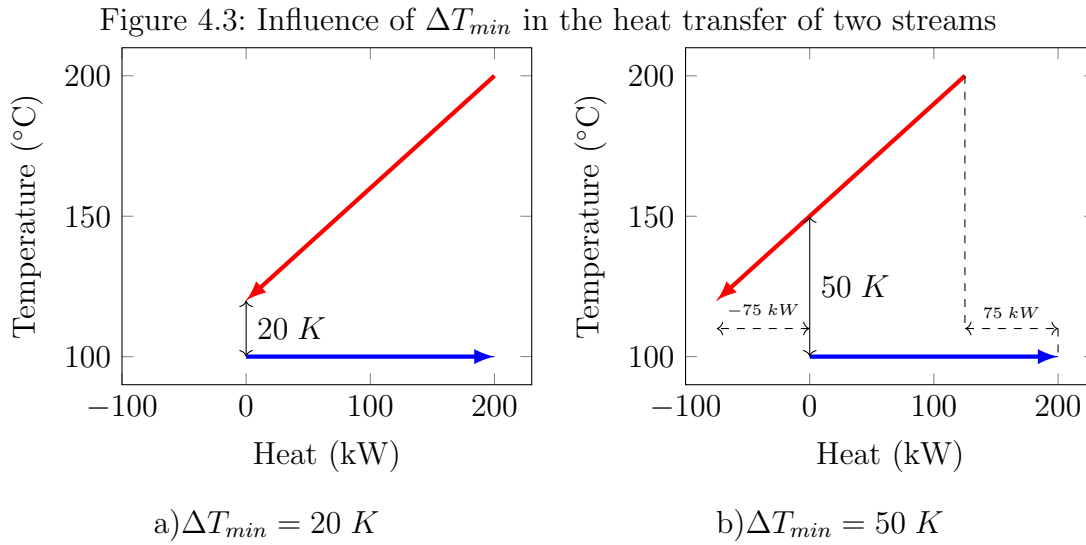 Figure 4.3: Influence of ΔT_min in the heat transfer of two streams
Temperature (°C)
200
150
100
20 K
−100 0 100 200
Heat (kW)
a)ΔT_min = 20 K
Temperature (°C)
200
150
100
50 K
−75 kW
75 kW
−100 0 100 200
Heat (kW)
b)ΔT_min = 50 K